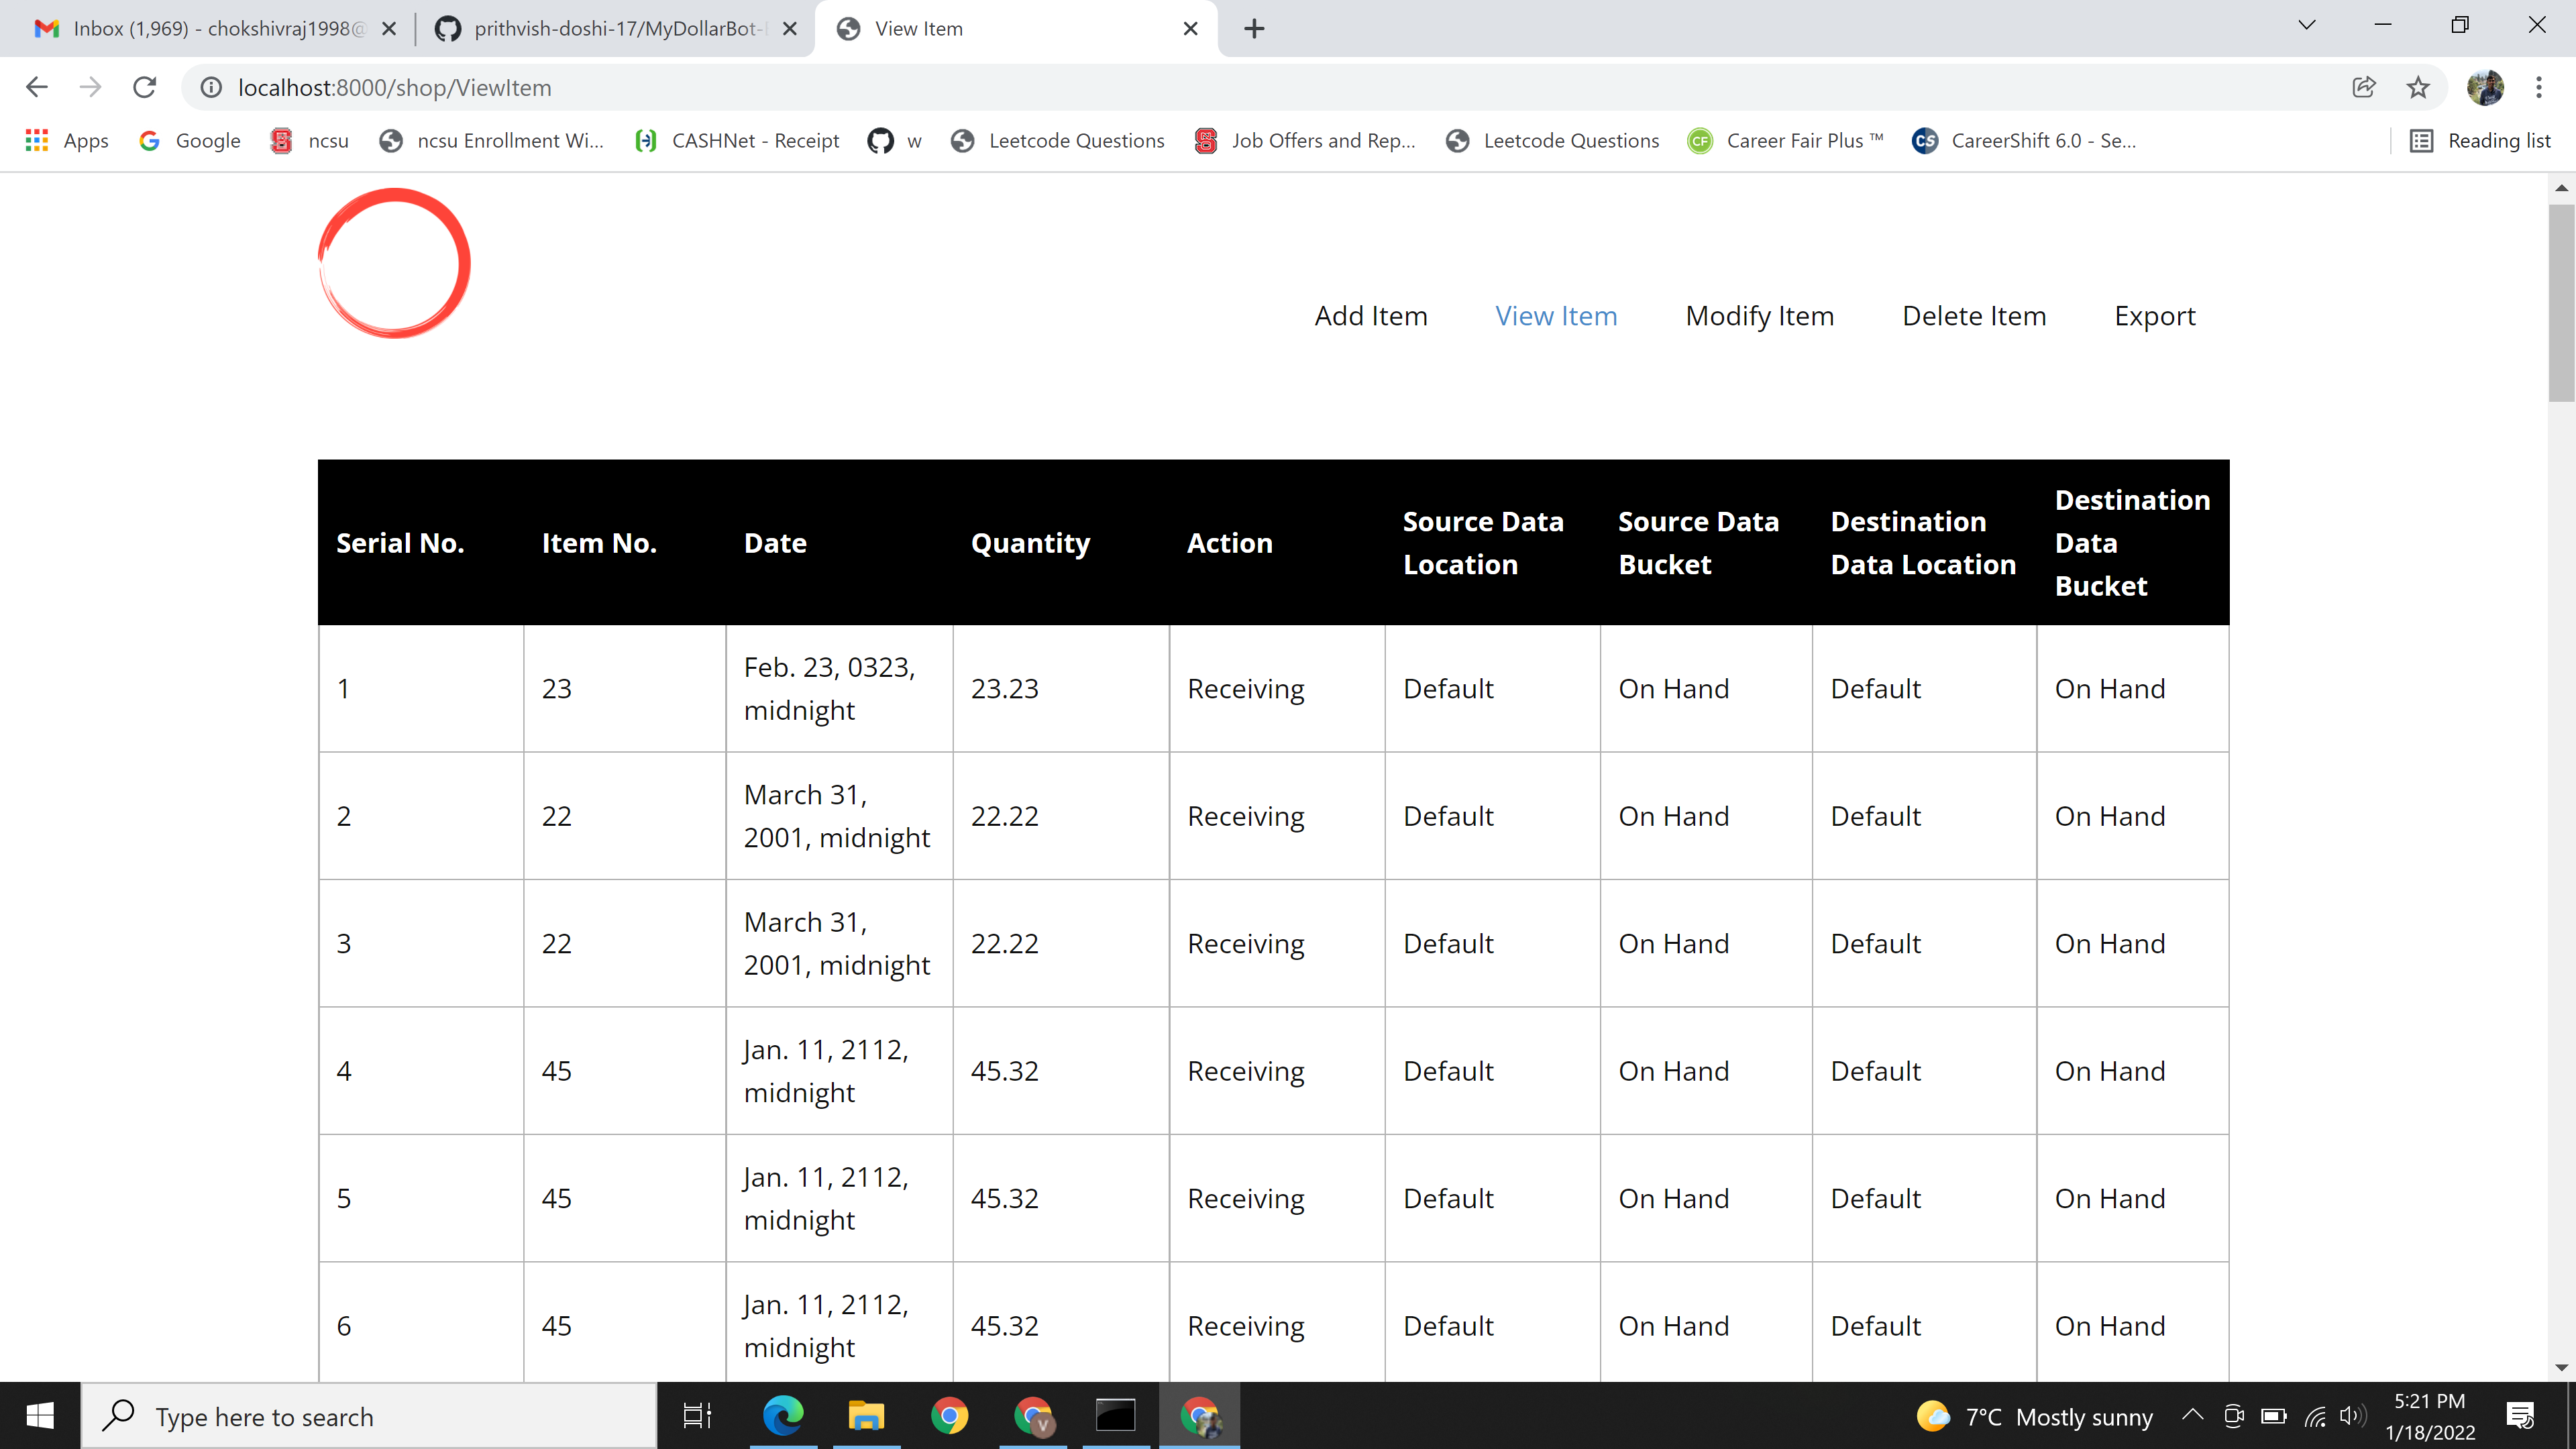 Inbox (1,969) - chokshivraj1998@
prithvish-doshi-17/MyDollarBot-
View Item
localhost:8000/shop/ViewItem
Apps
Google
ncsu
ncsu Enrollment Wi...
CASHNet - Receipt
w
Leetcode Questions
Job Offers and Rep...
Leetcode Questions
CF
Career Fair Plus ™
CS
CareerShift 6.0 - Se...
Reading list
Add Item
View Item
Modify Item
Delete Item
Export
Serial No.
Item No.
Date
Quantity
Action
Source Data
Location
Source Data
Bucket
Destination
Data Location
Destination
Data
Bucket
1
23
Feb. 23, 0323,
midnight
23.23
Receiving
Default
On Hand
Default
On Hand
2
22
March 31,
2001, midnight
22.22
Receiving
Default
On Hand
Default
On Hand
3
22
March 31,
2001, midnight
22.22
Receiving
Default
On Hand
Default
On Hand
4
45
Jan. 11, 2112,
midnight
45.32
Receiving
Default
On Hand
Default
On Hand
5
45
Jan. 11, 2112,
midnight
45.32
Receiving
Default
On Hand
Default
On Hand
6
45
Jan. 11, 2112,
midnight
45.32
Receiving
Default
On Hand
Default
On Hand
Type here to search
V
7°C Mostly sunny
5:21 PM
1/18/2022